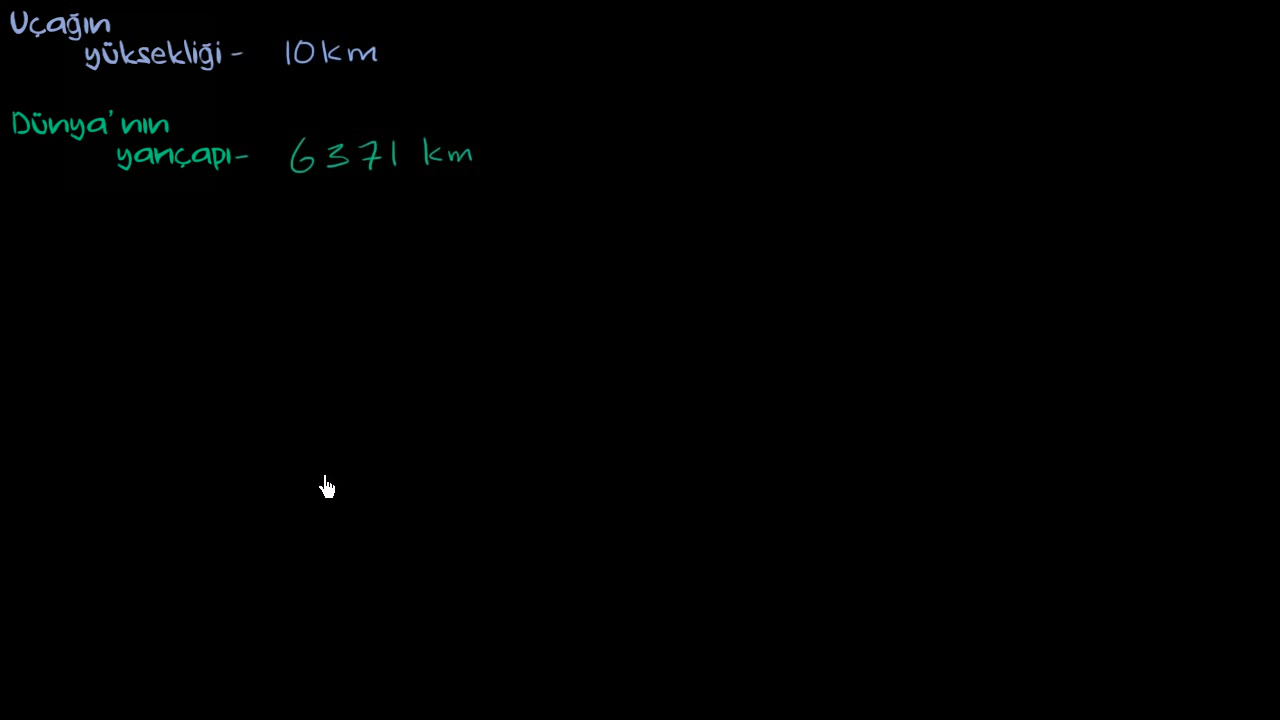 Uçağın
yüksekliği - 10 km
Dünya'nın
yarıçapı - 6371 km